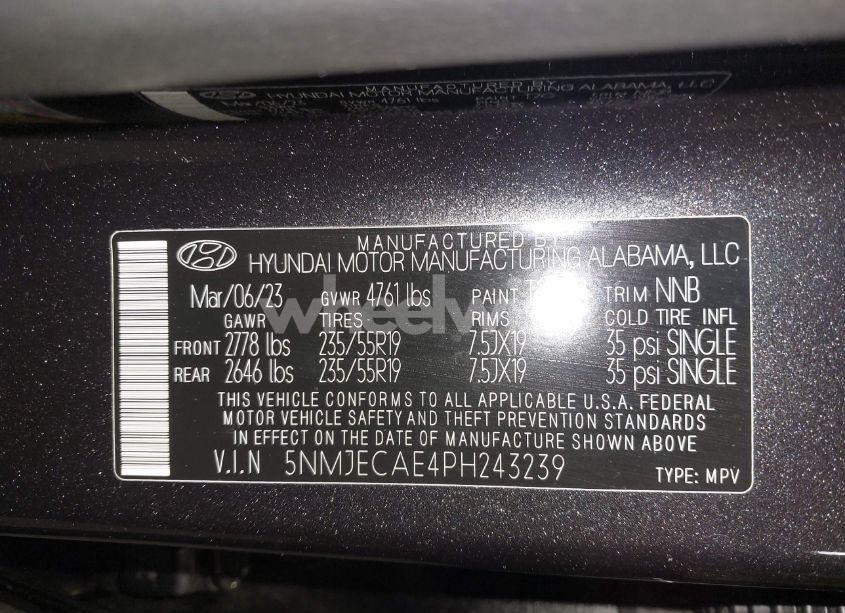 MANUFACTURED BY
HYUNDAI MOTOR MANUFACTURING ALABAMA, LLC
Mar/06/23 GVWR 4761 lbs PAINT TRIM NNB
GAWR TIRES RIMS COLD TIRE INFL
FRONT 2778 lbs 235/55R19 7.5JX19 35 psi SINGLE
REAR 2646 lbs 235/55R19 7.5JX19 35 psi SINGLE
THIS VEHICLE CONFORMS TO ALL APPLICABLE U.S.A. FEDERAL
MOTOR VEHICLE SAFETY AND THEFT PREVENTION STANDARDS
IN EFFECT ON THE DATE OF MANUFACTURE SHOWN ABOVE
V.I.N 5NMJECAE4PH243239
TYPE: MPV